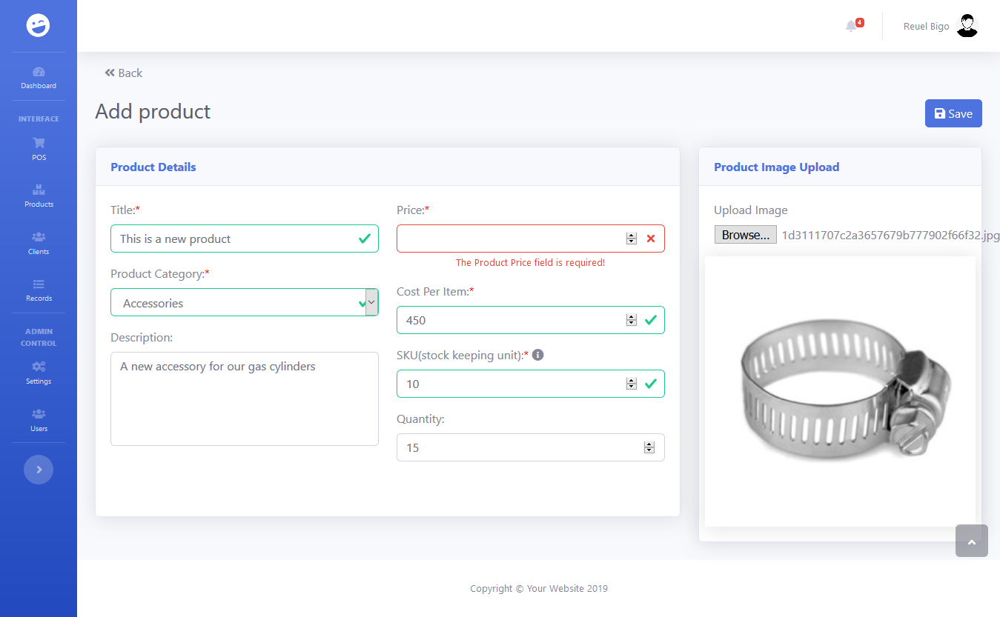 4
Reuel Bigo
Dashboard
INTERFACE
POS
Products
Clients
Records
ADMIN
CONTROL
Settings
Users
Back
Add product
Save
Product Details
Title:*
This is a new product
Product Category:*
Accessories
Description:
A new accessory for our gas cylinders
Price:*
The Product Price field is required!
Cost Per Item:*
450
SKU(stock keeping unit):*
10
Quantity:
15
Product Image Upload
Upload Image
Browse... 1d3111707c2a3657679b777902f66f32.jpg
Copyright © Your Website 2019